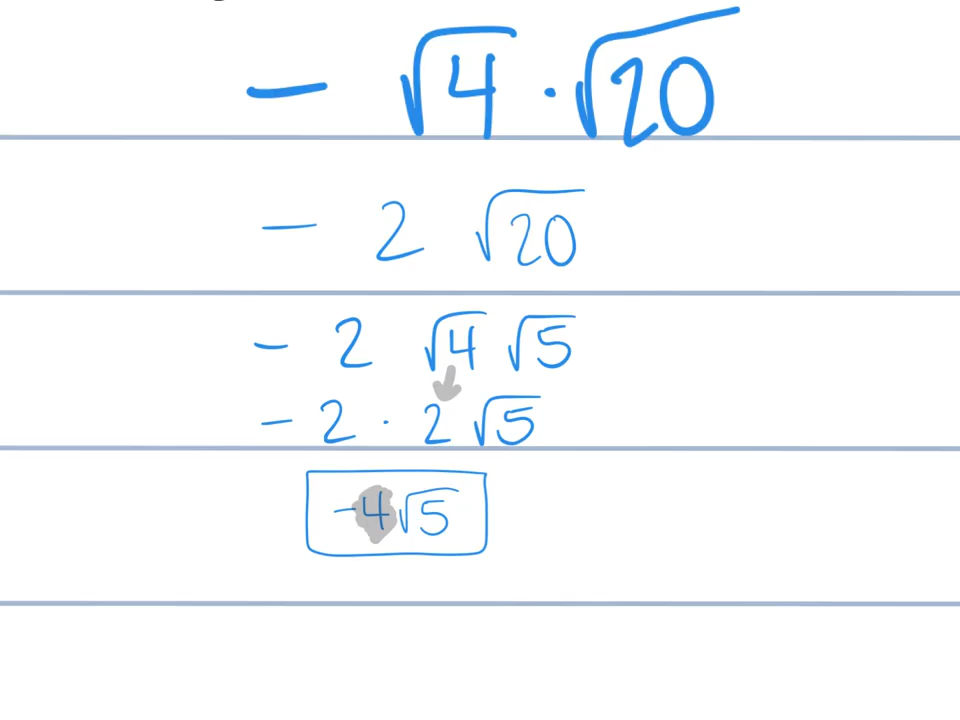 - √4 · √20
- 2 √20
- 2 √4 √5
- 2 · 2 √5
-4√5